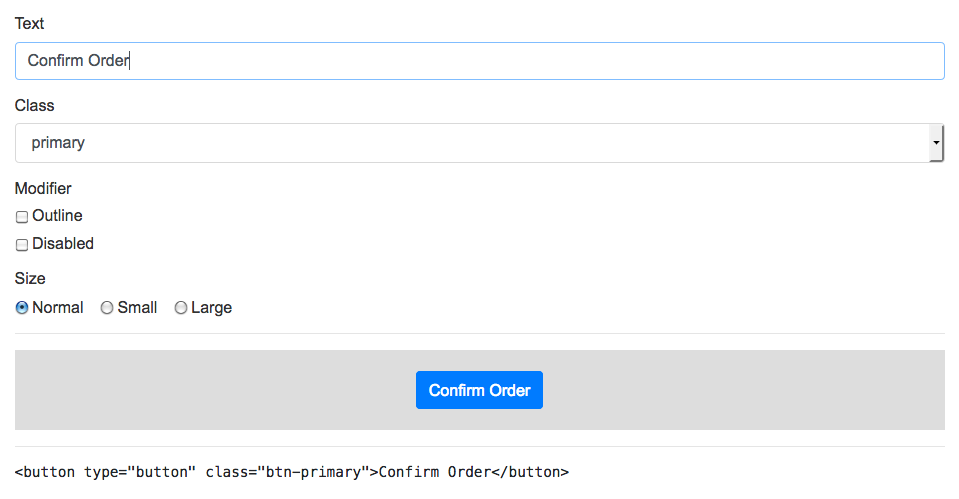 Text
Confirm Order
Class
primary
Modifier
Outline
Disabled
Size
Normal Small Large
Confirm Order
<button type="button" class="btn-primary">Confirm Order</button>